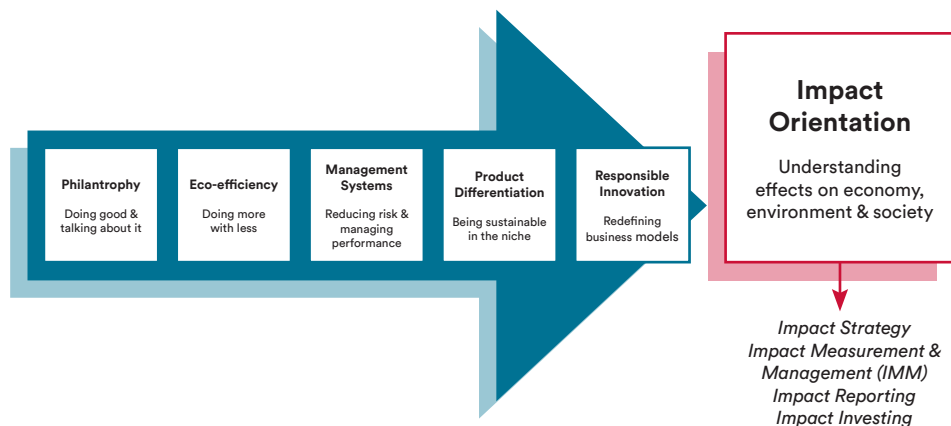 Philantrophy
Doing good &
talking about it
Eco-efficiency
Doing more
with less
Management
Systems
Reducing risk &
managing
performance
Product
Differentiation
Being sustainable
in the niche
Responsible
Innovation
Redefining
business models
Impact
Orientation
Understanding
effects on economy,
environment & society
Impact Strategy
Impact Measurement &
Management (IMM)
Impact Reporting
Impact Investing